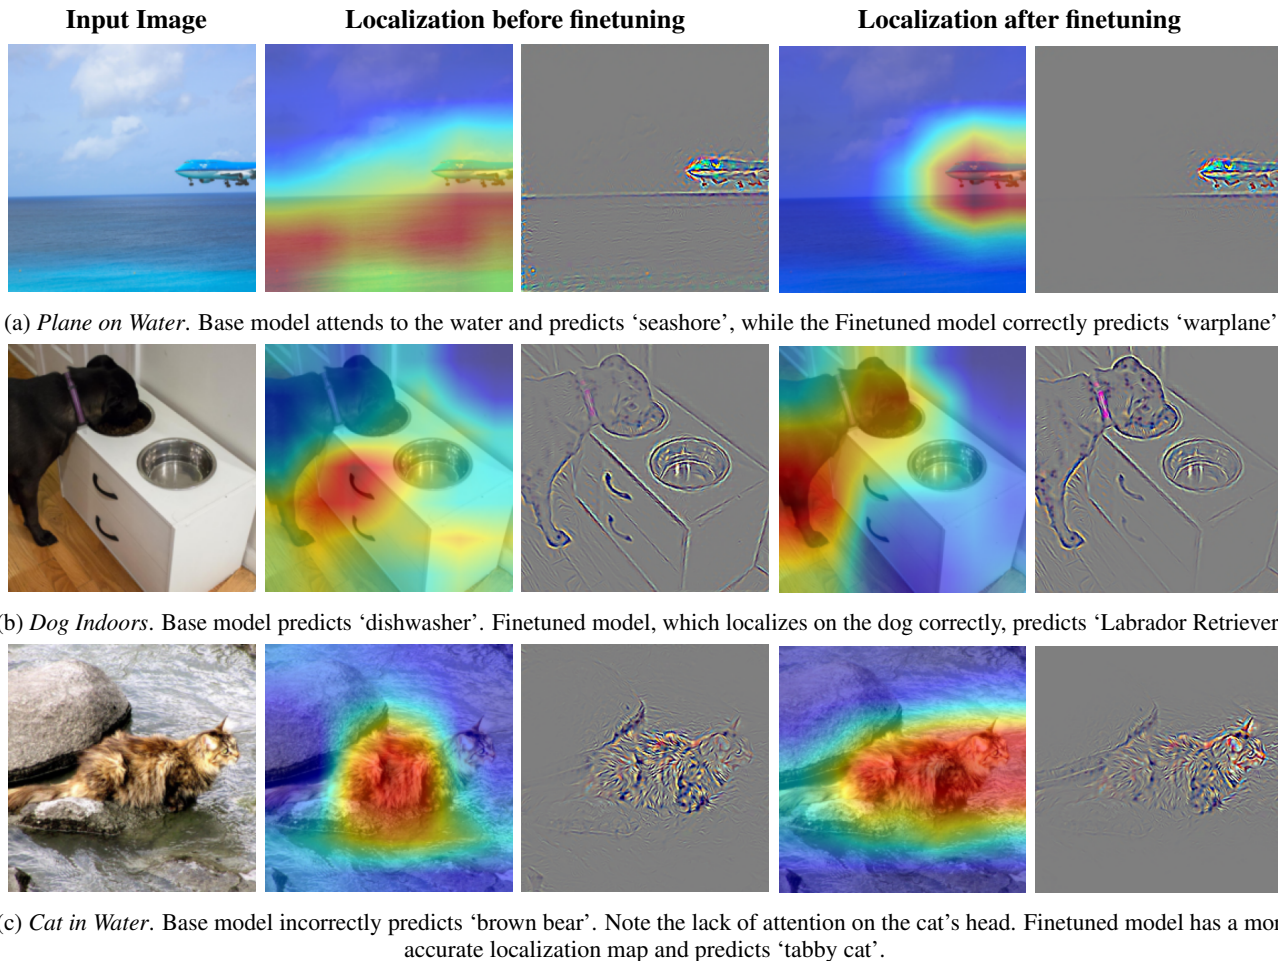 Input Image Localization before finetuning Localization after finetuning
(a) Plane on Water. Base model attends to the water and predicts ‘seashore’, while the Finetuned model correctly predicts ‘warplane’
b) Dog Indoors. Base model predicts ‘dishwasher’. Finetuned model, which localizes on the dog correctly, predicts ‘Labrador Retriever
(c) Cat in Water. Base model incorrectly predicts ‘brown bear’. Note the lack of attention on the cat’s head. Finetuned model has a mor
accurate localization map and predicts ‘tabby cat’.